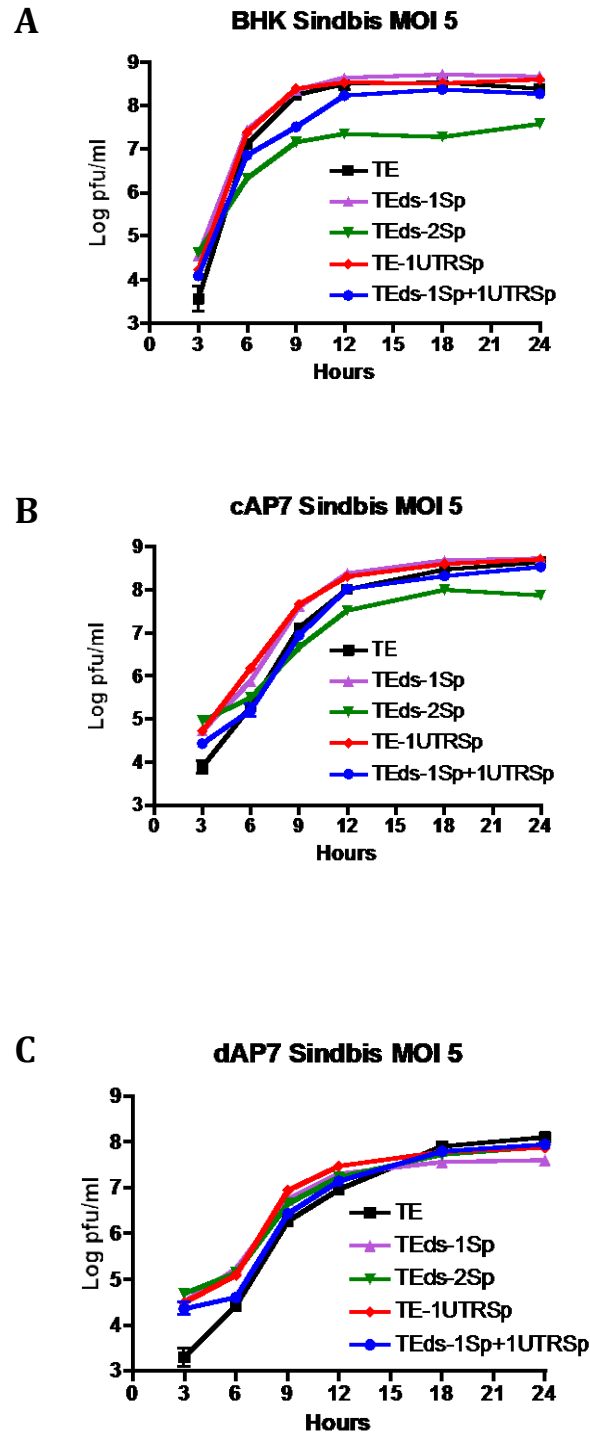 A
BHK Sindbis MOI 5
9
8
7
6
5
4
3
Log pfu/ml
TE
TEds-1Sp
TEds-2Sp
TE-1UTRSp
TEds-1Sp+1UTRSp
0 3 6 9 12 15 18 21 24
Hours
B
cAP7 Sindbis MOI 5
9
8
7
6
5
4
3
Log pfu/ml
TE
TEds-1Sp
TEds-2Sp
TE-1UTRSp
TEds-1Sp+1UTRSp
0 3 6 9 12 15 18 21 24
Hours
C
dAP7 Sindbis MOI 5
9
8
7
6
5
4
3
Log pfu/ml
TE
TEds-1Sp
TEds-2Sp
TE-1UTRSp
TEds-1Sp+1UTRSp
0 3 6 9 12 15 18 21 24
Hours